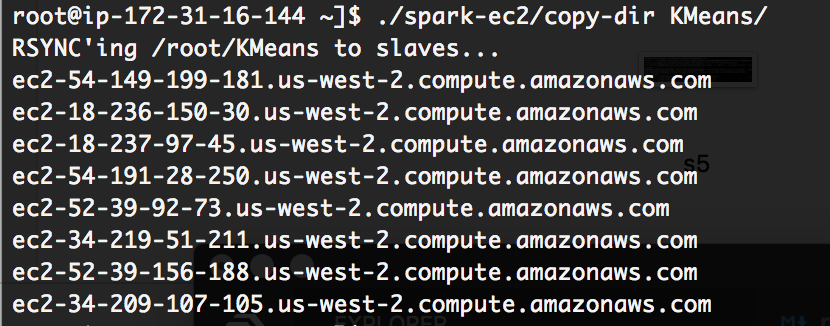 root@ip-172-31-16-144 ~]$ ./spark-ec2/copy-dir KMeans/
RSYNC'ing /root/KMeans to slaves...
ec2-54-149-199-181.us-west-2.compute.amazonaws.com
ec2-18-236-150-30.us-west-2.compute.amazonaws.com
ec2-18-237-97-45.us-west-2.compute.amazonaws.com
s5
ec2-54-191-28-250.us-west-2.compute.amazonaws.com
ec2-52-39-92-73.us-west-2.compute.amazonaws.com
ec2-34-219-51-211.us-west-2.compute.amazonaws.com
ec2-52-39-156-188.us-west-2.compute.amazonaws.com
ec2-34-209-107-105.us-west-2.compute.amazonaws.com
EXPLORER